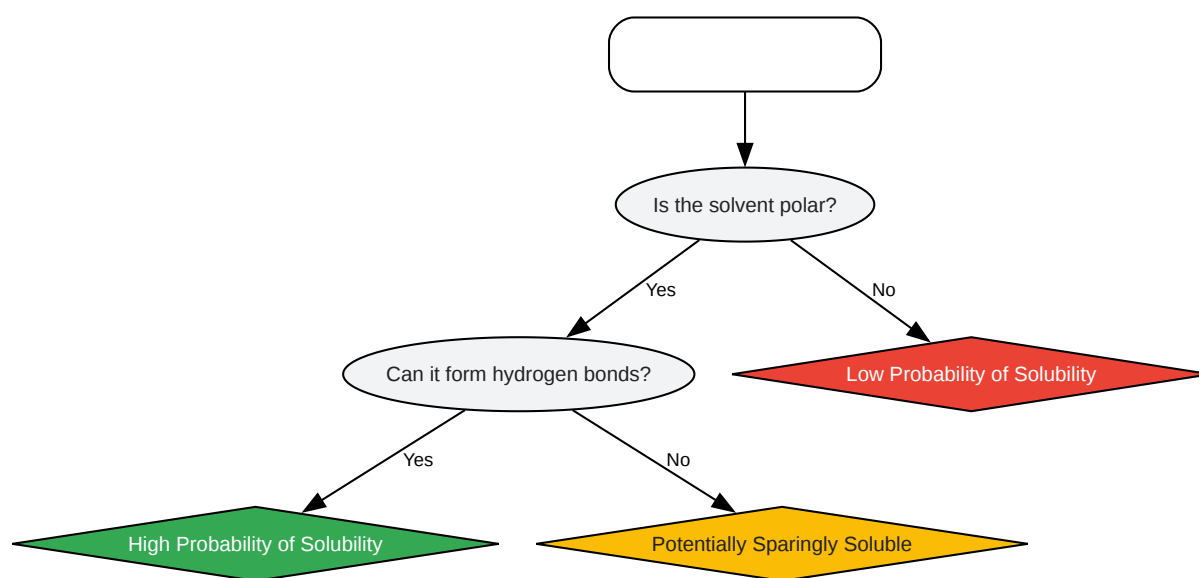 Is the solvent polar?
Yes
No
Can it form hydrogen bonds?
Low Probability of Solubility
Yes
No
High Probability of Solubility
Potentially Sparingly Soluble